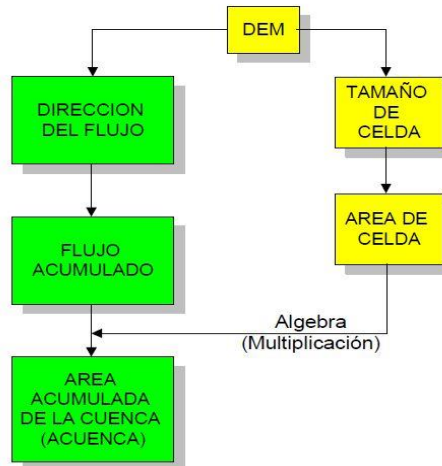 DEM
DIRECCION
DEL FLUJO
TAMAÑO
DE
CELDA
FLUJO
ACUMULADO
AREA DE
CELDA
Algebra
(Multiplicación)
AREA
ACUMULADA
DE LA CUENCA
(ACUENCA)